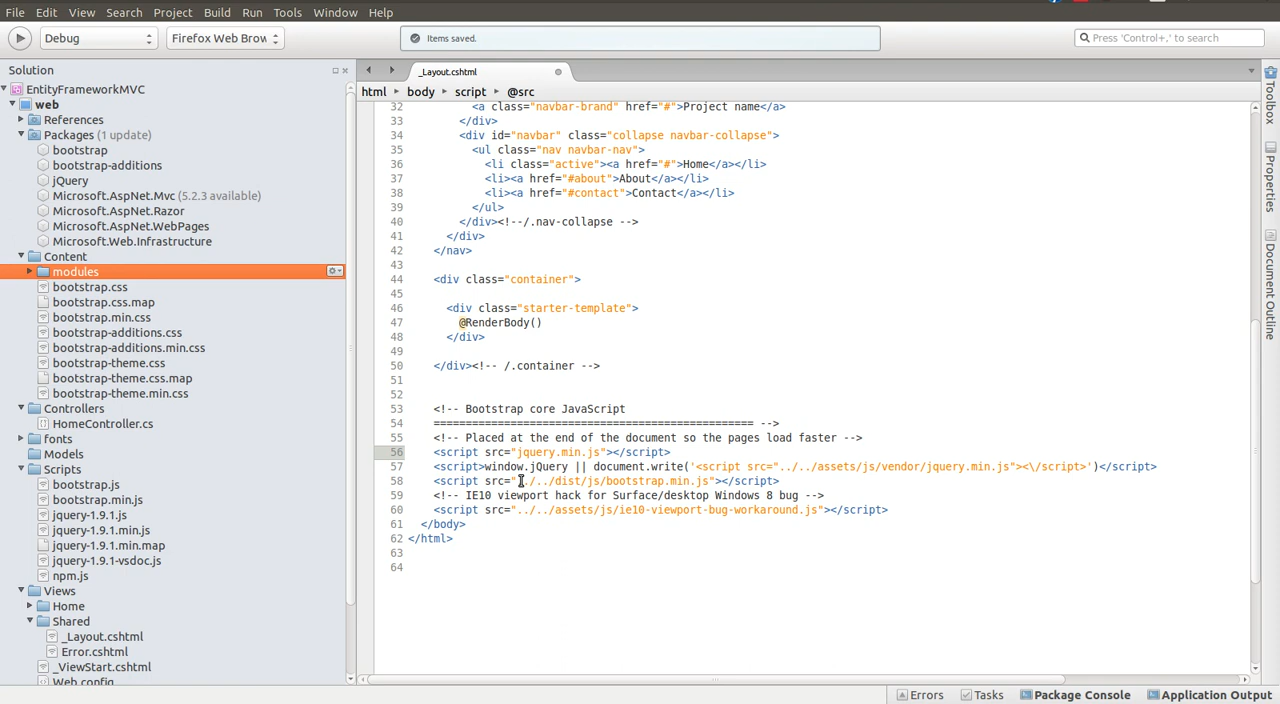 File Edit View Search Project Build Run Tools Window Help
Debug
Firefox Web Brow
Items saved.
Press 'Control+,' to search
Solution
_Layout.cshtml
html body script @src
EntityFrameworkMVC
web
References
Packages (1 update)
bootstrap
bootstrap-additions
jQuery
Microsoft.AspNet.Mvc (5.2.3 available)
Microsoft.AspNet.Razor
Microsoft.AspNet.WebPages
Microsoft.Web.Infrastructure
Content
modules
bootstrap.css
bootstrap.css.map
bootstrap.min.css
bootstrap-additions.css
bootstrap-additions.min.css
bootstrap-theme.css
bootstrap-theme.css.map
bootstrap-theme.min.css
Controllers
HomeController.cs
fonts
Models
Scripts
bootstrap.js
bootstrap.min.js
jquery-1.9.1.js
jquery-1.9.1.min.js
jquery-1.9.1.min.map
jquery-1.9.1-vsdoc.js
npm.js
Views
Home
Shared
_Layout.cshtml
Error.cshtml
_ViewStart.cshtml
Web.config
32 <a class="navbar-brand" href="#">Project name</a>
33 </div>
34 <div id="navbar" class="collapse navbar-collapse">
35 <ul class="nav navbar-nav">
36 <li class="active"><a href="#">Home</a></li>
37 <li><a href="#about">About</a></li>
38 <li><a href="#contact">Contact</a></li>
39 </ul>
40 </div><!--/.nav-collapse -->
41 </div>
42 </nav>
43
44 <div class="container">
45
46 <div class="starter-template">
47 @RenderBody()
48 </div>
49
50 </div><!-- /.container -->
51
52
53 <!-- Bootstrap core JavaScript
54 ================================================== -->
55 <!-- Placed at the end of the document so the pages load faster -->
56 <script src="jquery.min.js"></script>
57 <script>window.jQuery || document.write('<script src="../../assets/js/vendor/jquery.min.js"><\/script>')</script>
58 <script src="../../dist/js/bootstrap.min.js"></script>
59 <!-- IE10 viewport hack for Surface/desktop Windows 8 bug -->
60 <script src="../../assets/js/ie10-viewport-bug-workaround.js"></script>
61 </body>
62 </html>
63
64
Toolbox
Properties
Document Outline
Errors Tasks Package Console Application Output